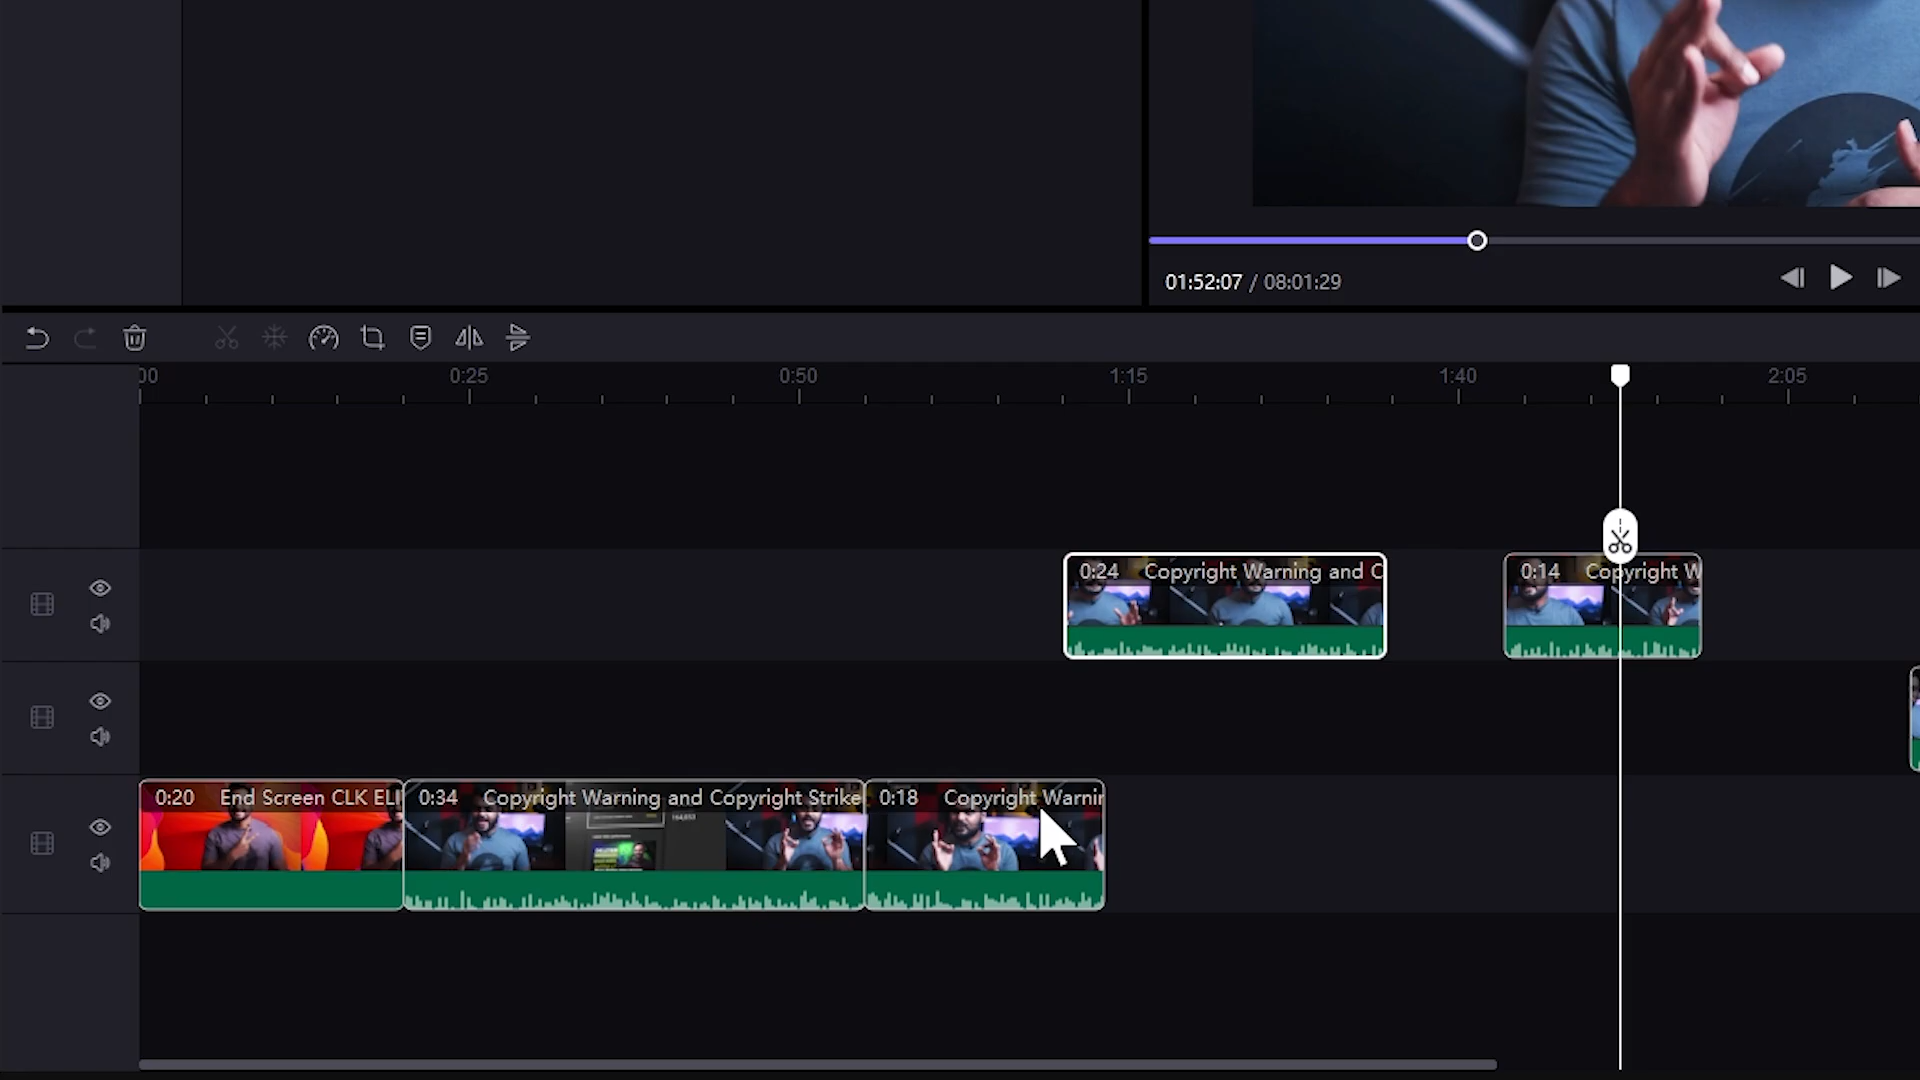 01:52:07 / 08:01:29
00 0:25 0:50 1:15 1:40 2:05
0:24 Copyright Warning and C
0:14 Copyright W
0:20 End Screen CLK ELI
0:34 Copyright Warning and Copyright Strike
0:18 Copyright Warnin